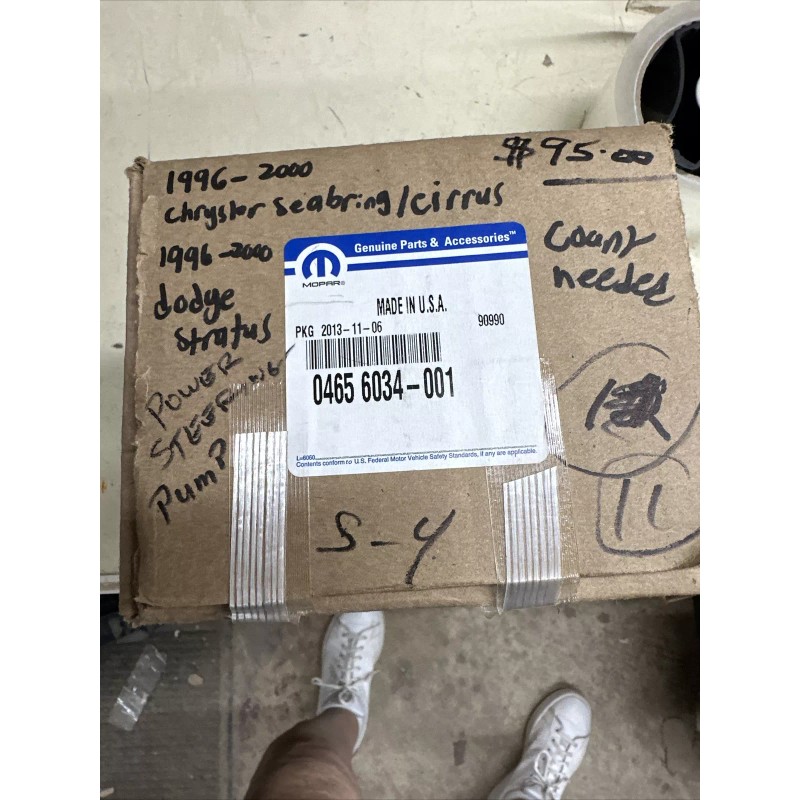 1996-2000
$95.00
chryslor seabring/cirrus
1996-2000
dodge
stratus
Power
Steering
PumP
Count
needed
Genuine Parts & Accessories™
MOPAR®
MADE IN U.S.A.
PKG 2013-11-06
90990
0465 6034-001
L-6060
Contents conform to U.S. Federal Motor Vehicle Safety Standards, if any are applicable.
S-4
11